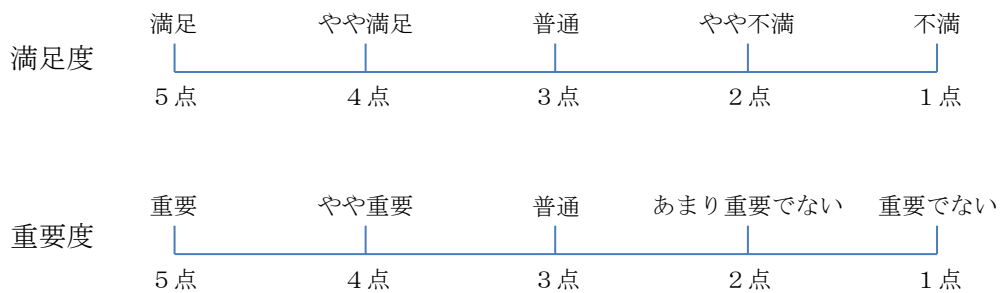 満足 やや満足 普通 やや不満 不満
満足度
５点 ４点 ３点 ２点 １点
重要 やや重要 普通 あまり重要でない 重要でない
重要度
５点 ４点 ３点 ２点 １点